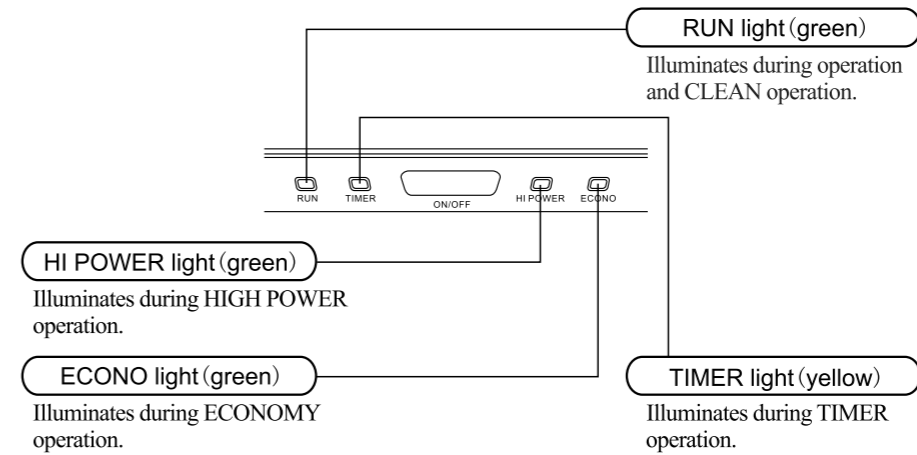 RUN light (green)
Illuminates during operation
and CLEAN operation.
RUN
TIMER
ON/OFF
HI POWER
ECONO
HI POWER light (green)
Illuminates during HIGH POWER
operation.
ECONO light (green)
Illuminates during ECONOMY
operation.
TIMER light (yellow)
Illuminates during TIMER
operation.